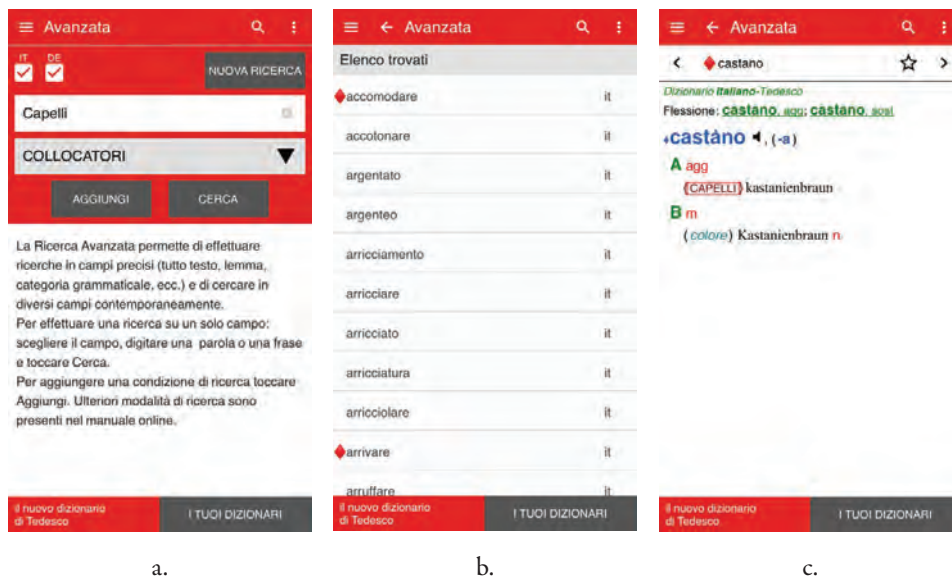 Avanzata
IT DE
NUOVA RICERCA
Capelli
COLLOCATORI
AGGIUNGI CERCA
La Ricerca Avanzata permette di effettuare
ricerche in campi precisi (tutto testo, lemma,
categoria grammaticale, ecc.) e di cercare in
diversi campi contemporaneamente.
Per effettuare una ricerca su un solo campo:
scegliere il campo, digitare una parola o una frase
e toccare Cerca.
Per aggiungere una condizione di ricerca toccare
Aggiungi. Ulteriori modalità di ricerca sono
presenti nel manuale online.
il nuovo dizionario
di Tedesco
I TUOI DIZIONARI
a.
Avanzata
Elenco trovati
accomodare it
accotonare it
argentato it
argenteo it
arricciamento it
arricciare it
arricciato it
arricciatura it
arricciolare it
arrivare it
arruffare it
il nuovo dizionario
di Tedesco
I TUOI DIZIONARI
b.
Avanzata
castano
Dizionario Italiano-Tedesco
Flessione: castano, agg; castano, sost
castàno , (-a)
A agg
(CAPELLI) kastanienbraun
B m
(colore) Kastanienbraun n
il nuovo dizionario
di Tedesco
I TUOI DIZIONARI
c.